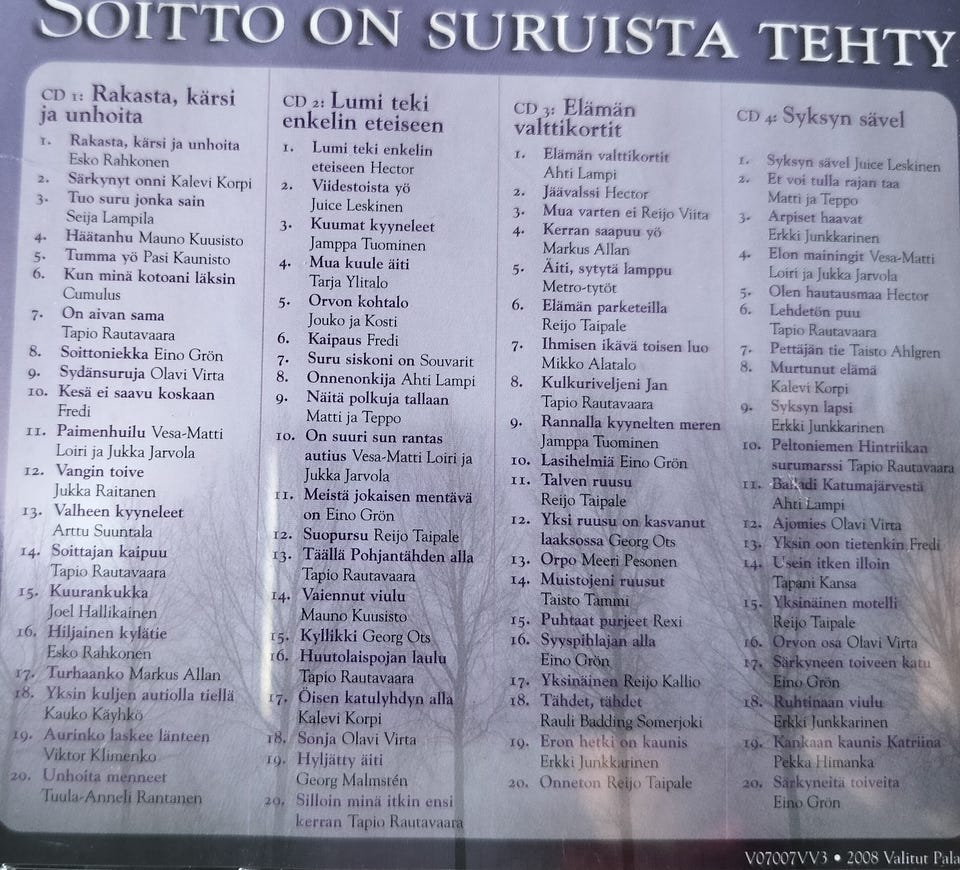 SOITTO ON SURUISTA TEHTY
CD 1: Rakasta, kärsi
ja unhoita
1. Rakasta, kärsi ja unhoita
Esko Rahkonen
2. Särkynyt onni Kalevi Korpi
3. Tuo suru jonka sain
Seija Lampila
4. Häätanhu Mauno Kuusisto
5. Tumma yö Pasi Kaunisto
6. Kun minä kotoani läksin
Cumulus
7. On aivan sama
Tapio Rautavaara
8. Soittoniekka Eino Grön
9. Sydänsuruja Olavi Virta
10. Kesä ei saavu koskaan
Fredi
11. Paimenhuilu Vesa-Matti
Loiri ja Jukka Jarvola
12. Vangin toive
Jukka Raitanen
13. Valheen kyyneleet
Arttu Suuntala
14. Soittajan kaipuu
Tapio Rautavaara
15. Kuurankukka
Joel Hallikainen
16. Hiljainen kylätie
Esko Rahkonen
17. Turhaanko Markus Allan
18. Yksin kuljen autiolla tiellä
Kauko Käyhkö
19. Aurinko laskee länteen
Viktor Klimenko
20. Unhoita menneet
Tuula-Anneli Rantanen
CD 2: Lumi teki
enkelin eteiseen
1. Lumi teki enkelin
eteiseen Hector
2. Viidestoista yö
Juice Leskinen
3. Kuumat kyyneleet
Jamppa Tuominen
4. Mua kuule äiti
Tarja Ylitalo
5. Orvon kohtalo
Jouko ja Kosti
6. Kaipaus Fredi
7. Suru siskoni on Souvarit
8. Onnenonkija Ahti Lampi
9. Näitä polkuja tallaan
Matti ja Teppo
10. On suuri sun rantas
autius Vesa-Matti Loiri ja
Jukka Jarvola
11. Meistä jokaisen mentävä
on Eino Grön
12. Suopursu Reijo Taipale
13. Täällä Pohjantähden alla
Tapio Rautavaara
14. Vaiennut viulu
Mauno Kuusisto
15. Kyllikki Georg Ots
16. Huutolaispojan laulu
Tapio Rautavaara
17. Öisen katulyhdyn alla
Kalevi Korpi
18. Sonja Olavi Virta
19. Hyljätty äiti
Georg Malmstén
20. Silloin minä itkin ensi
kerran Tapio Rautavaara
CD 3: Elämän
valttikortit
1. Elämän valttikortit
Ahti Lampi
2. Jäävalssi Hector
3. Mua varten ei Reijo Viita
4. Kerran saapuu yö
Markus Allan
5. Äiti, sytytä lamppu
Metro-tytöt
6. Elämän parketeilla
Reijo Taipale
7. Ihmisen ikävä toisen luo
Mikko Alatalo
8. Kulkuriveljeni Jan
Tapio Rautavaara
9. Rannalla kyynelten meren
Jamppa Tuominen
10. Lasihelmiä Eino Grön
11. Talven ruusu
Reijo Taipale
12. Yksi ruusu on kasvanut
laaksossa Georg Ots
13. Orpo Meeri Pesonen
14. Muistojeni ruusut
Taisto Tammi
15. Puhtaat purjeet Rexi
16. Syyspihlajan alla
Eino Grön
17. Yksinäinen Reijo Kallio
18. Tähdet, tähdet
Rauli Badding Somerjoki
19. Eron hetki on kaunis
Erkki Junkkarinen
20. Onneton Reijo Taipale
CD 4: Syksyn sävel
1. Syksyn sävel Juice Leskinen
2. Et voi tulla rajan taa
Matti ja Teppo
3. Arpiset haavat
Erkki Junkkarinen
4. Elon mainingit Vesa-Matti
Loiri ja Jukka Jarvola
5. Olen hautausmaa Hector
6. Lehdetön puu
Tapio Rautavaara
7. Pettäjän tie Taisto Ahlgren
8. Murtunut elämä
Kalevi Korpi
9. Syksyn lapsi
Erkki Junkkarinen
10. Peltoniemen Hintriikan
surumarssi Tapio Rautavaara
11. Balladi Katumajärvestä
Ahti Lampi
12. Ajomies Olavi Virta
13. Yksin oon tietenkin Fredi
14. Usein itken illoin
Tapani Kansa
15. Yksinäinen motelli
Reijo Taipale
16. Orvon osa Olavi Virta
17. Särkyneen toiveen katu
Eino Grön
18. Ruhtinaan viulu
Erkki Junkkarinen
19. Kankaan kaunis Katriina
Pekka Himanka
20. Särkyneitä toiveita
Eino Grön
V07007VV3 • 2008 Valitut Pala